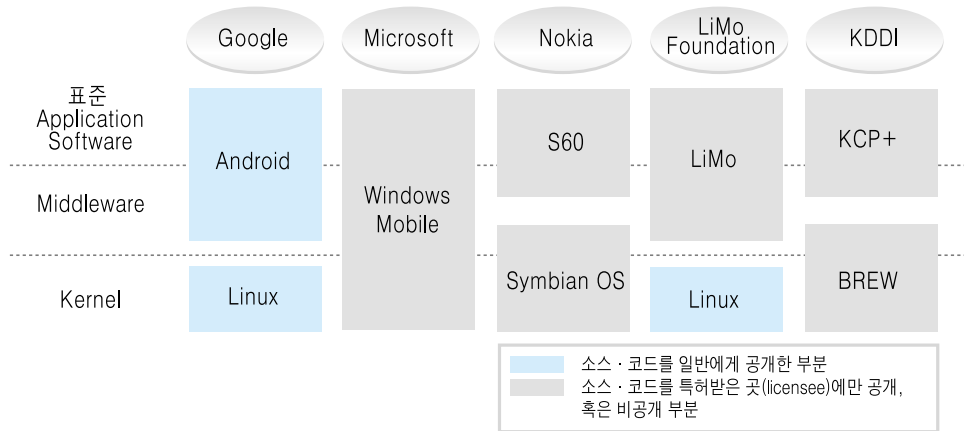 Google
Microsoft
Nokia
LiMo
Foundation
KDDI
표준
Application
Software
Middleware
Kernel
Android
Linux
Windows
Mobile
S60
Symbian OS
LiMo
Linux
KCP+
BREW
소스 · 코드를 일반에게 공개한 부분
소스 · 코드를 특허받은 곳(licensee)에만 공개,
혹은 비공개 부분